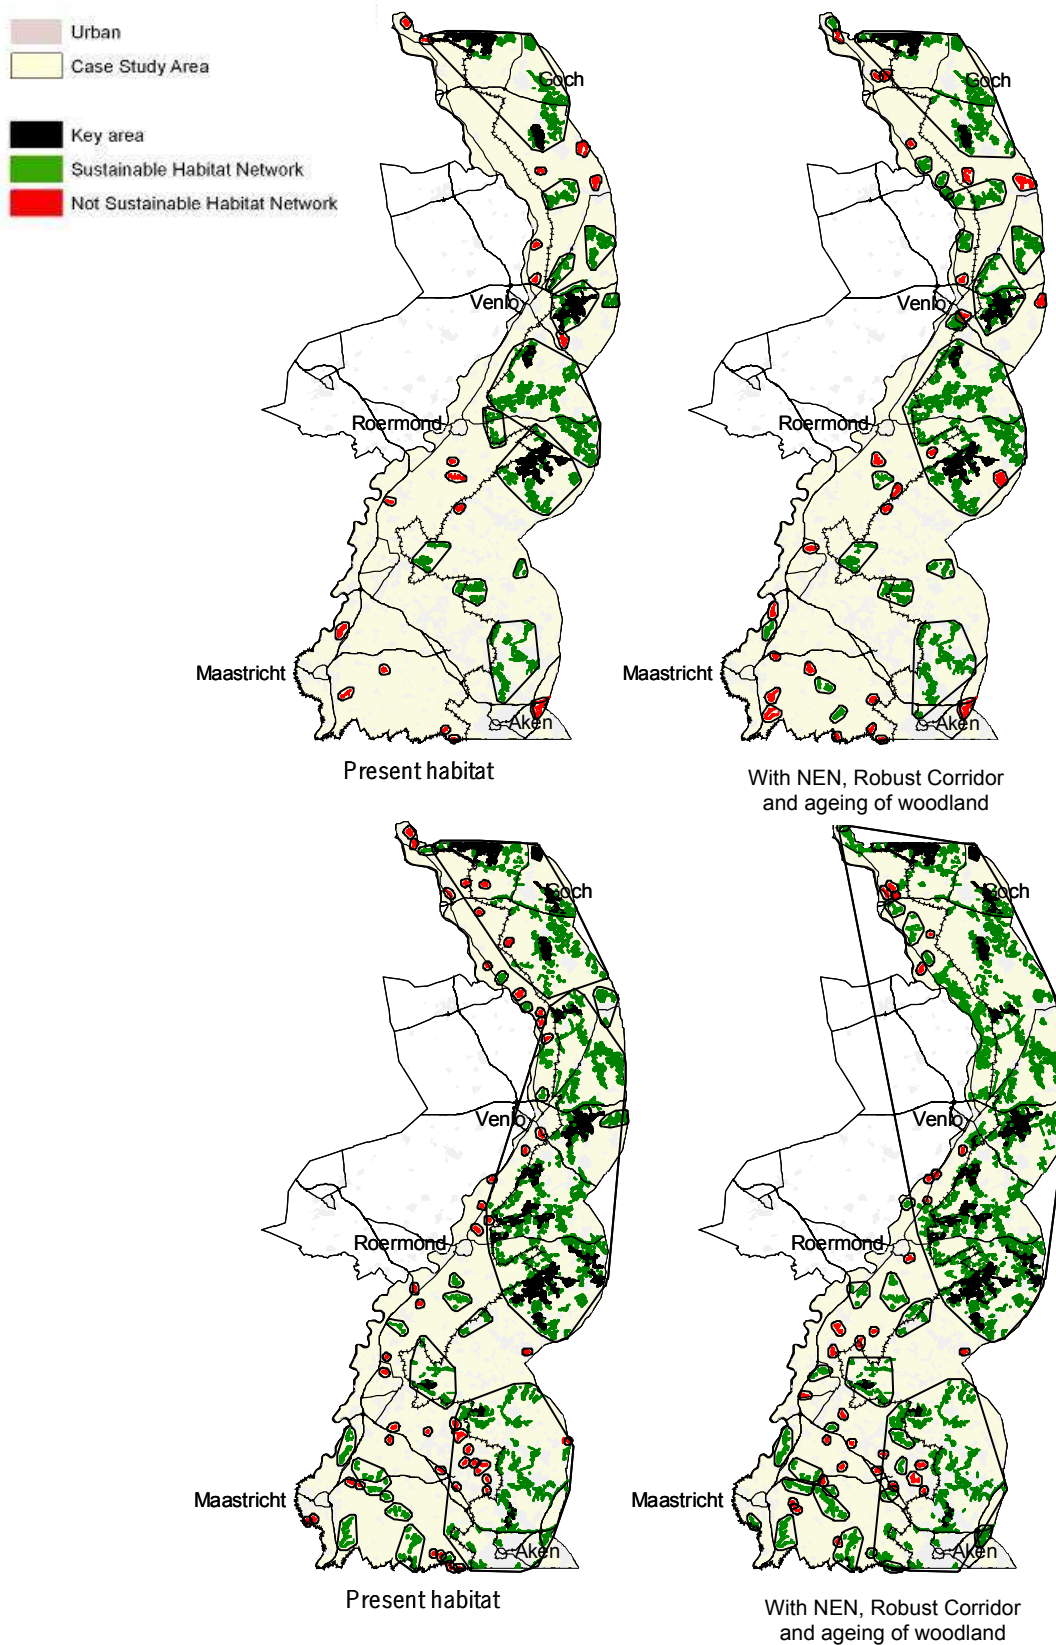 Urban
Case Study Area
Key area
Sustainable Habitat Network
Not Sustainable Habitat Network
Goch
Venlo
Roermond
Maastricht
Aken
Present habitat
Goch
Venlo
Roermond
Maastricht
Aken
With NEN, Robust Corridor
and ageing of woodland
Goch
Venlo
Roermond
Maastricht
Aken
Present habitat
Goch
Venlo
Roermond
Maastricht
Aken
With NEN, Robust Corridor
and ageing of woodland